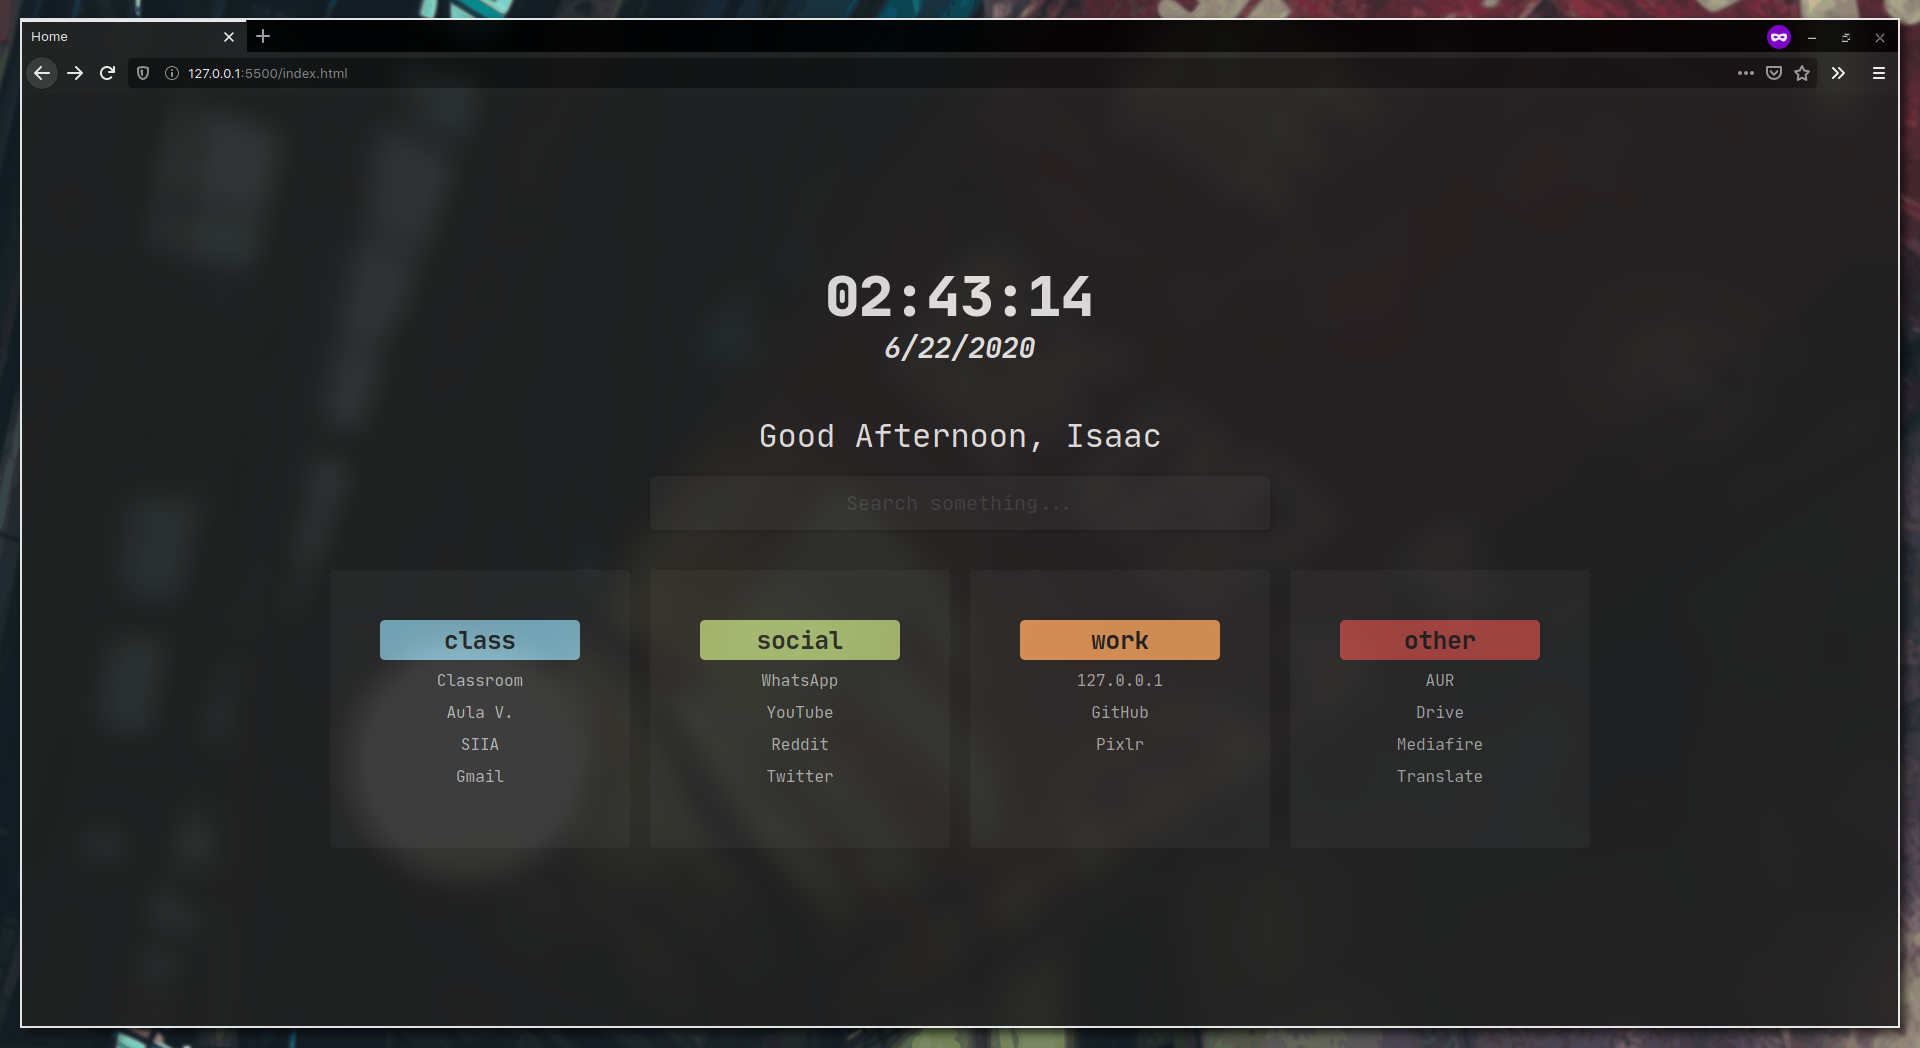 Home
127.0.0.1:5500/index.html
02:43:14
6/22/2020
Good Afternoon, Isaac
Search something...
class
Classroom
Aula V.
SIIA
Gmail
social
WhatsApp
YouTube
Reddit
Twitter
work
127.0.0.1
GitHub
Pixlr
other
AUR
Drive
Mediafire
Translate